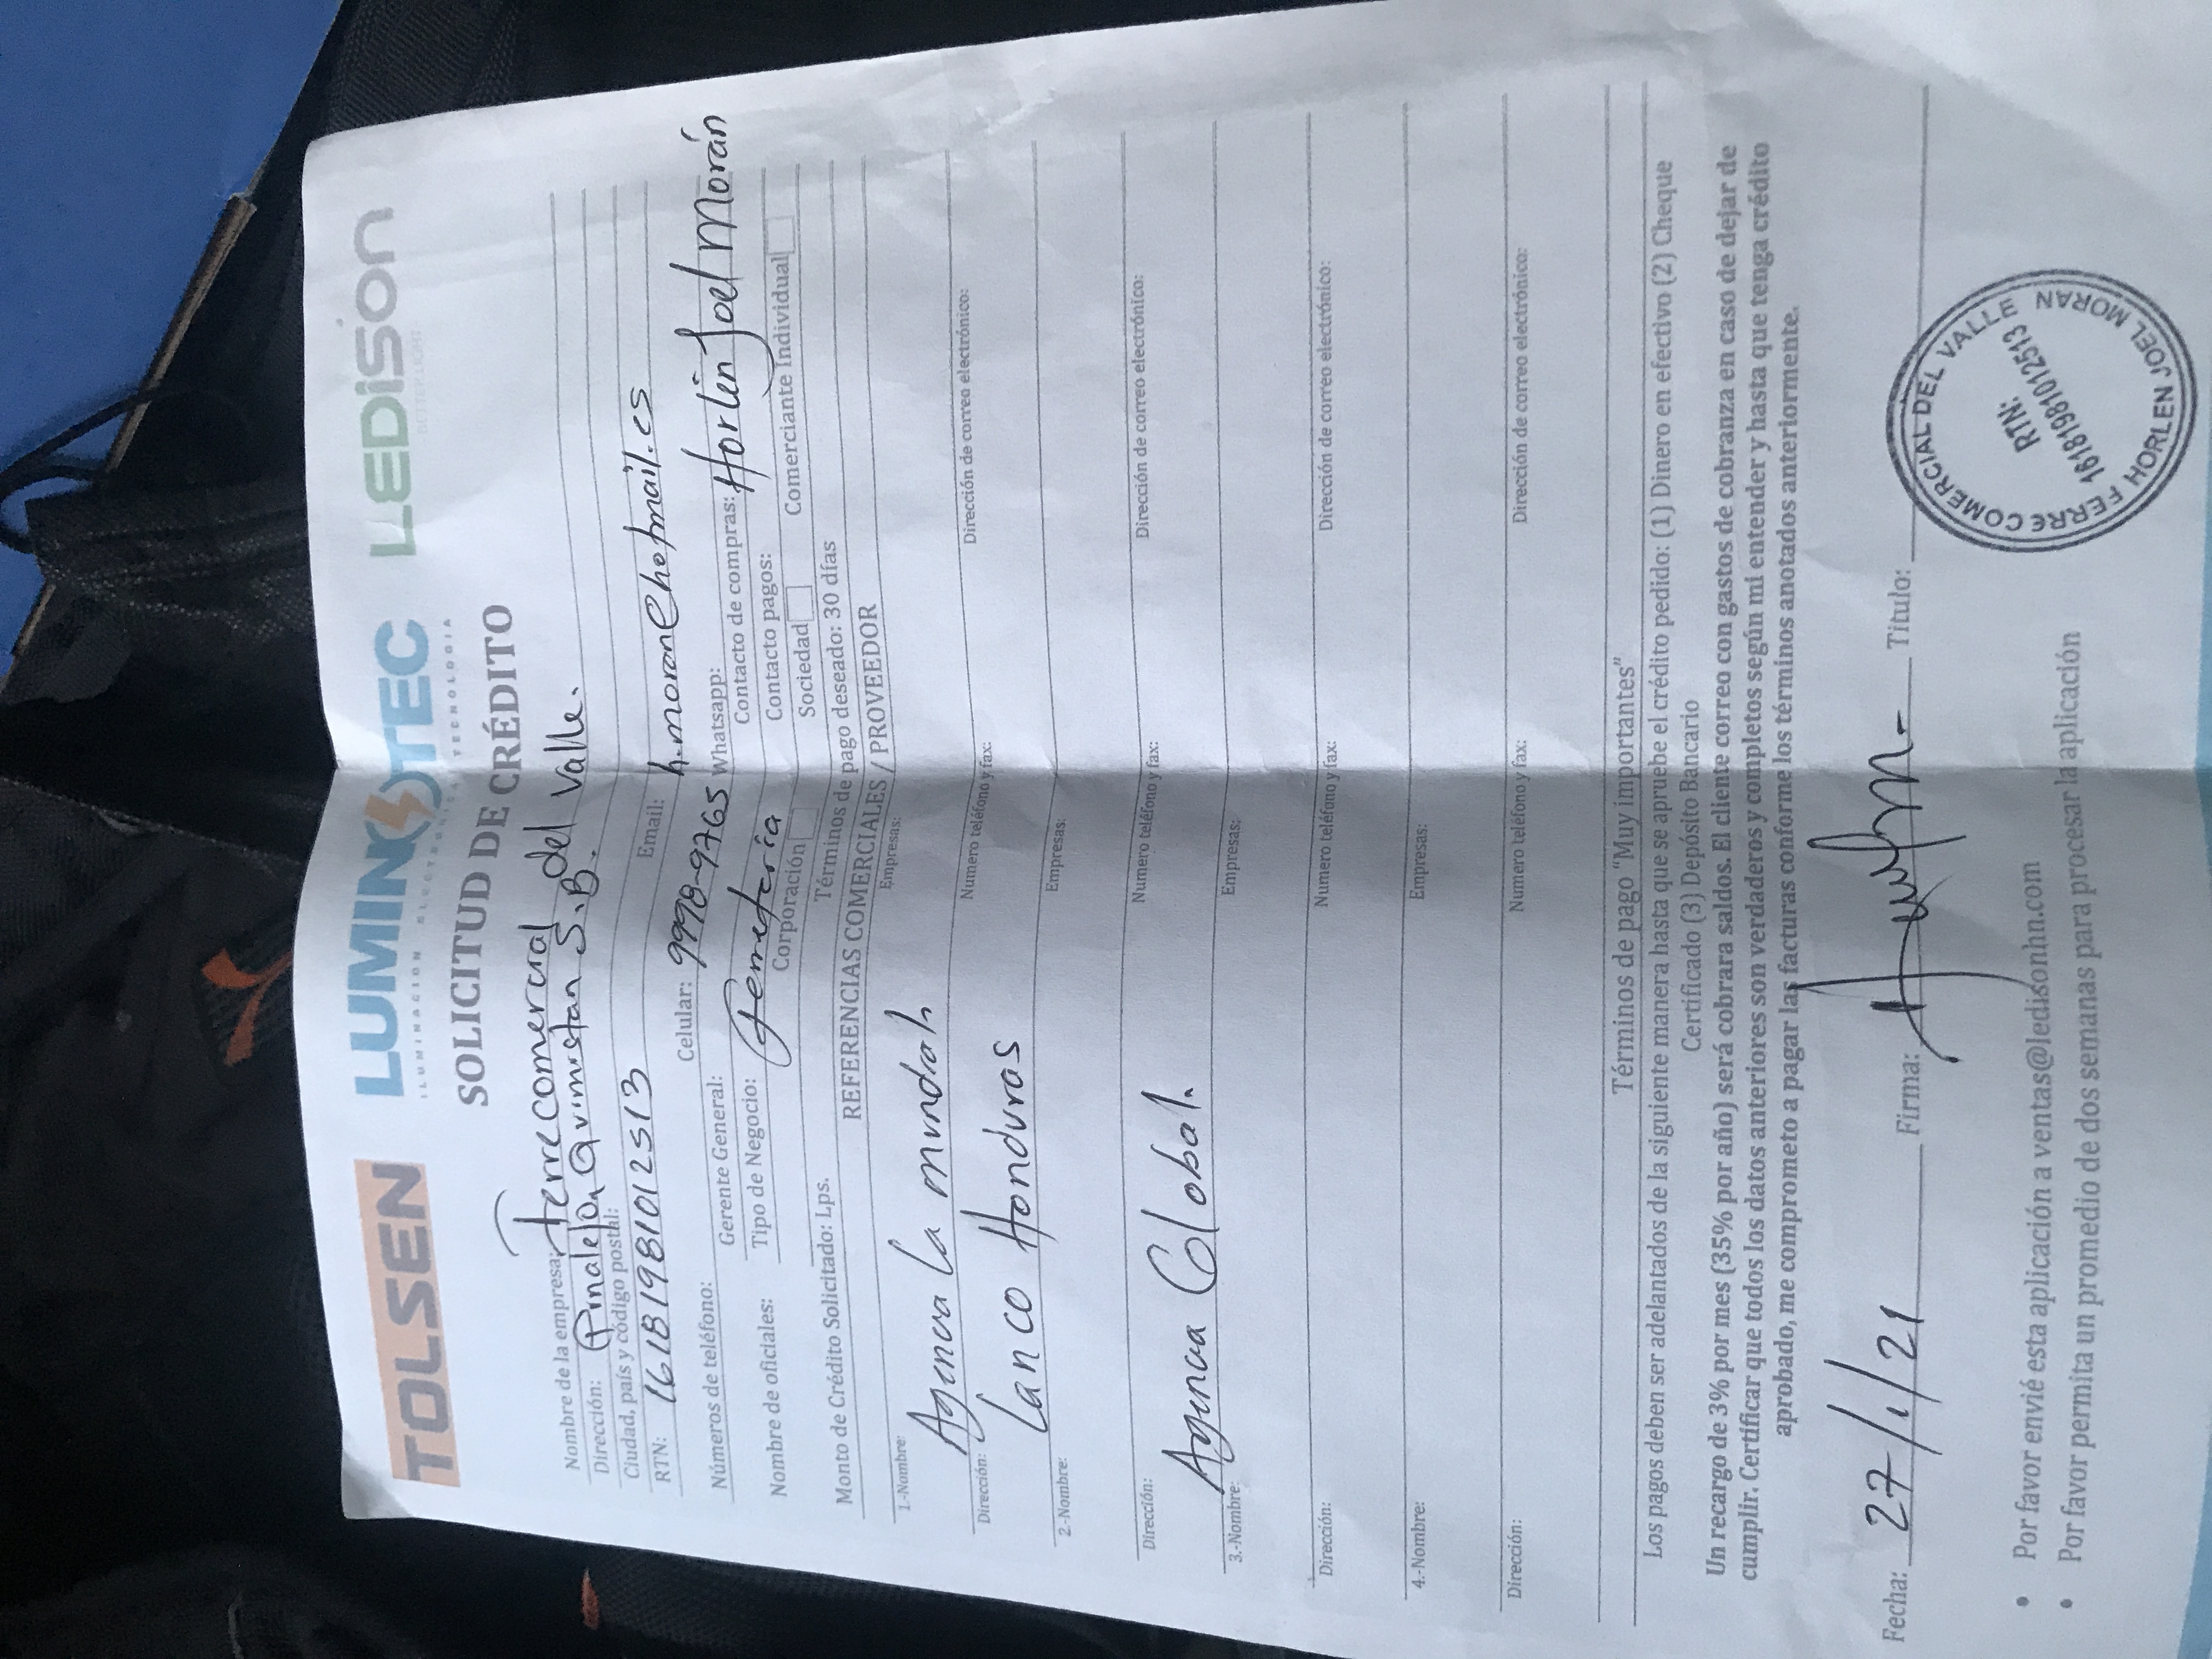 TOLSEN LUMINOTEC LEDISON
ILUMINACION ELECTRONICA TECNOLOGIA
BETTER LIGHT
SOLICITUD DE CRÉDITO
Nombre de la empresa: Ferrecomercial del Valle.
Dirección: Pinalejo, Quimistan S.B.
Ciudad, país y código postal:
RTN: 16181981012513 Email: h.moran@hotmail.es
Números de teléfono: Celular: 9998-9765 Whatsapp:
Nombre de oficiales: Gerente General: Contacto de compras: Horlin Joel Morán
Tipo de Negocio: Ferreteria Contacto pagos:
Corporación Sociedad Comerciante Individual
Monto de Crédito Solicitado: Lps. Términos de pago deseado: 30 días
REFERENCIAS COMERCIALES / PROVEEDOR
1.-Nombre: Agencia La mundial. Empresas:
Dirección: Lanco Honduras Numero teléfono y fax: Dirección de correo electrónico:
2.-Nombre: Empresas:
Dirección: Agencia Global. Numero teléfono y fax: Dirección de correo electrónico:
3.-Nombre: Empresas:
Dirección: Numero teléfono y fax: Dirección de correo electrónico:
4.-Nombre: Empresas:
Dirección: Numero teléfono y fax: Dirección de correo electrónico:
Términos de pago “Muy importantes”
Los pagos deben ser adelantados de la siguiente manera hasta que se apruebe el crédito pedido: (1) Dinero en efectivo (2) Cheque
Certificado (3) Depósito Bancario
Un recargo de 3% por mes (35% por año) será cobrara saldos. El cliente correo con gastos de cobranza en caso de dejar de
cumplir. Certificar que todos los datos anteriores son verdaderos y completos según mi entender y hasta que tenga crédito
aprobado, me comprometo a pagar las facturas conforme los términos anotados anteriormente.
Fecha: 27/1/21 Firma: Titulo:
FERRECOMERCIAL DEL VALLE
RTN:
16181981012513
HORLEN JOEL MORAN
• Por favor envié esta aplicación a ventas@ledisonhn.com
• Por favor permita un promedio de dos semanas para procesar la aplicación